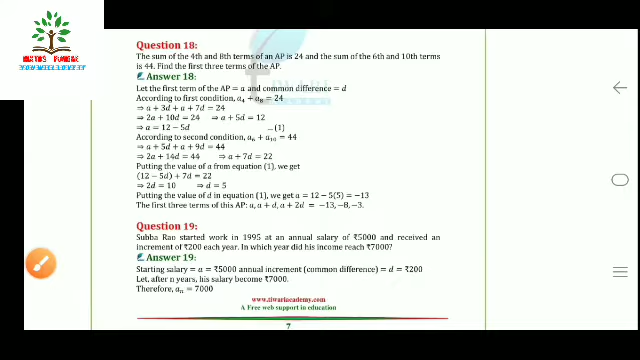 Question 18:
The sum of the 4th and 8th terms of an AP is 24 and the sum of the 6th and 10th terms
is 44. Find the first three terms of the AP.
Answer 18
Let the first term of the AP = a and common difference = d
According to first condition, a₄ + a₈ = 24
⇒ a + 3d + a + 7d = 24
⇒ 2a + 10d = 24 ⇒ a + 5d = 12
⇒ a = 12 − 5d ...(1)
According to second condition, a₆ + a₁₀ = 44
⇒ a + 5d + a + 9d = 44
⇒ 2a + 14d = 44 ⇒ a + 7d = 22
Putting the value of a from equation (1), we get
(12 − 5d) + 7d = 22
⇒ 2d = 10 ⇒ d = 5
Putting the value of d in equation (1), we get a = 12 − 5(5) = −13
The first three terms of this AP: a, a + d, a + 2d = −13, −8, −3.
Question 19:
Subba Rao started work in 1995 at an annual salary of ₹5000 and received an
increment of ₹200 each year. In which year did his income reach ₹7000?
Answer 19:
Starting salary = a = ₹5000 annual increment (common difference) = d = ₹200
Let, after n years, his salary become ₹7000.
Therefore, aₙ = 7000
www.tiwariacademy.com
A Free web support in education
7